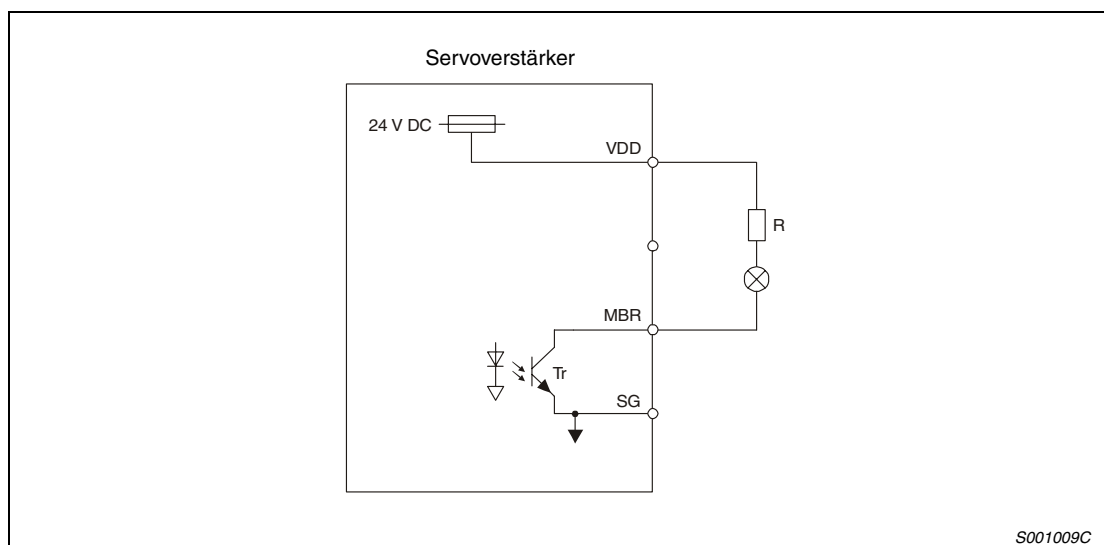 Servoverstärker
24 V DC
VDD
R
MBR
Tr
SG
S001009C